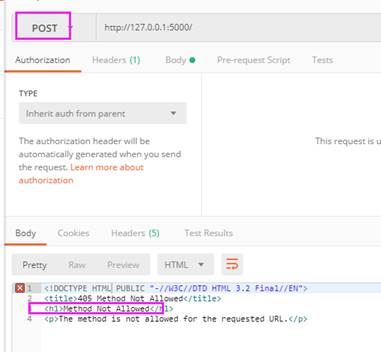 POST
http://127.0.0.1:5000/
Authorization
Headers (1)
Body
Pre-request Script
Tests
TYPE
Inherit auth from parent
The authorization header will be
automatically generated when you send
the request. Learn more about
authorization
This request is u
Body
Cookies
Headers (5)
Test Results
Pretty
Raw
Preview
HTML
1 <!DOCTYPE HTML PUBLIC "-//W3C//DTD HTML 3.2 Final//EN">
2 <title>405 Method Not Allowed</title>
3 <h1>Method Not Allowed</h1>
4 <p>The method is not allowed for the requested URL.</p>